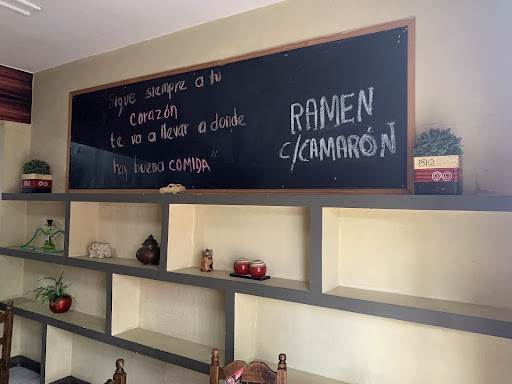 "Sigue siempre a tu
corazón
te va a llevar a donde
hay buena COMIDA"
RAMEN
c/CAMARÓN